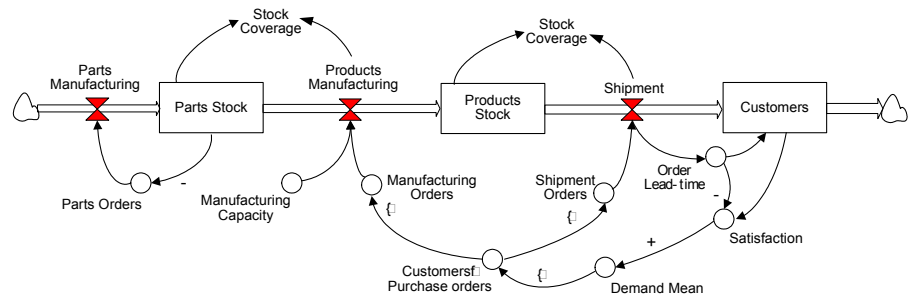 Stock
Coverage
Stock
Coverage
Parts
Manufacturing
Products
Manufacturing
Shipment
Parts Stock
Products
Stock
Customers
-
Parts Orders
Manufacturing
Capacity
Manufacturing
Orders
Shipment
Orders
Order
Lead-time
-
{□
{□
Satisfaction
+
Customersf□
Purchase orders
{□
Demand Mean